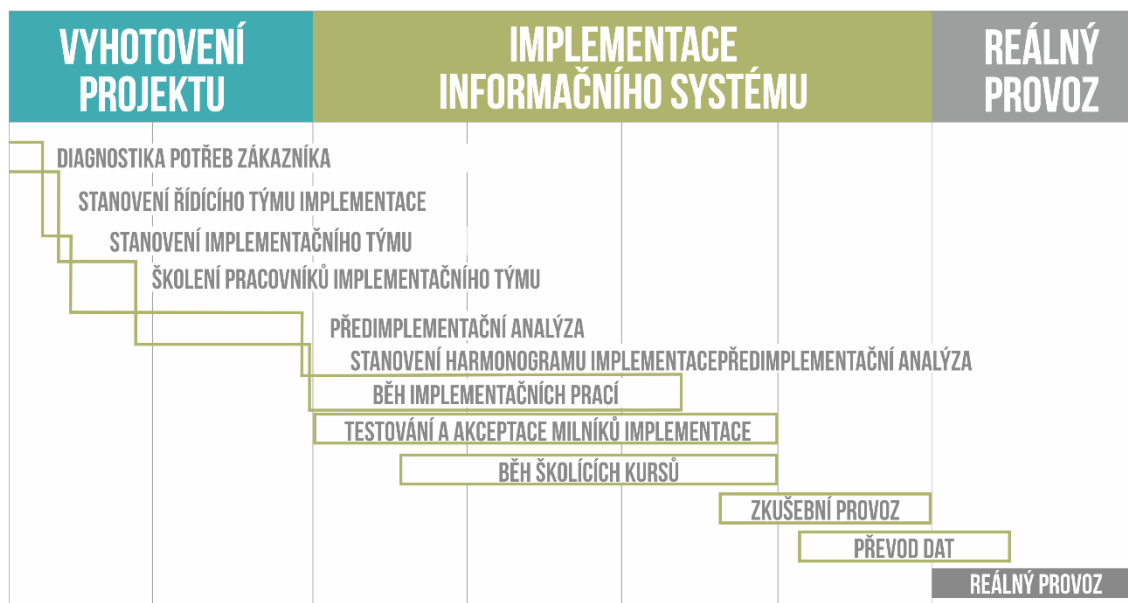 VYHOTOVENÍ
PROJEKTU
IMPLEMENTACE
INFORMAČNÍHO SYSTÉMU
REÁLNÝ
PROVOZ
DIAGNOSTIKA POTŘEB ZÁKAZNÍKA
STANOVENÍ ŘÍDÍCÍHO TÝMU IMPLEMENTACE
STANOVENÍ IMPLEMENTAČNÍHO TÝMU
ŠKOLENÍ PRACOVNÍKŮ IMPLEMENTAČNÍHO TÝMU
PŘEDIMPLEMENTAČNÍ ANALÝZA
STANOVENÍ HARMONOGRAMU IMPLEMENTACEPŘEDIMPLEMENTAČNÍ ANALÝZA
BĚH IMPLEMENTAČNÍCH PRACÍ
TESTOVÁNÍ A AKCEPTACE MILNÍKŮ IMPLEMENTACE
BĚH ŠKOLÍCÍCH KURSŮ
ZKUŠEBNÍ PROVOZ
PŘEVOD DAT
REÁLNÝ PROVOZ